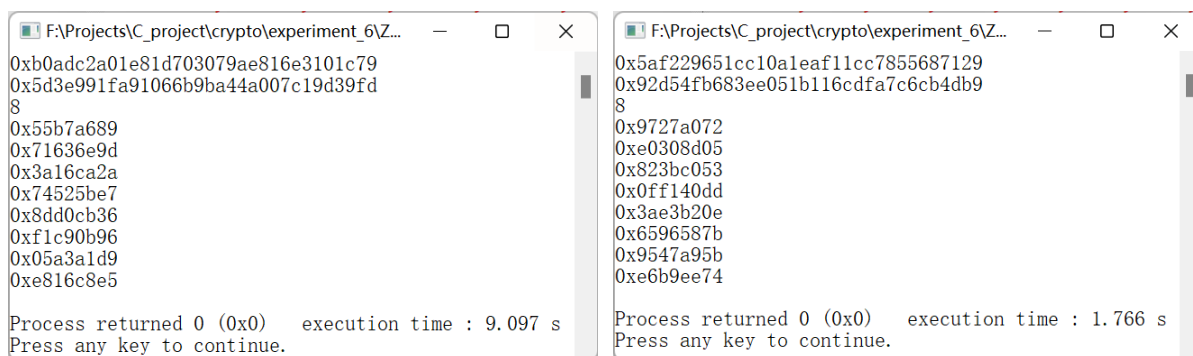 F:\Projects\C_project\crypto\experiment_6\Z...
0xb0adc2a01e81d703079ae816e3101c79
0x5d3e991fa91066b9ba44a007c19d39fd
8
0x55b7a689
0x71636e9d
0x3a16ca2a
0x74525be7
0x8dd0cb36
0xf1c90b96
0x05a3a1d9
0xe816c8e5
Process returned 0 (0x0)   execution time : 9.097 s
Press any key to continue.
F:\Projects\C_project\crypto\experiment_6\Z...
0x5af229651cc10a1eaf11cc7855687129
0x92d54fb683ee051b116cdfa7c6cb4db9
8
0x9727a072
0xe0308d05
0x823bc053
0x0ff140dd
0x3ae3b20e
0x6596587b
0x9547a95b
0xe6b9ee74
Process returned 0 (0x0)   execution time : 1.766 s
Press any key to continue.